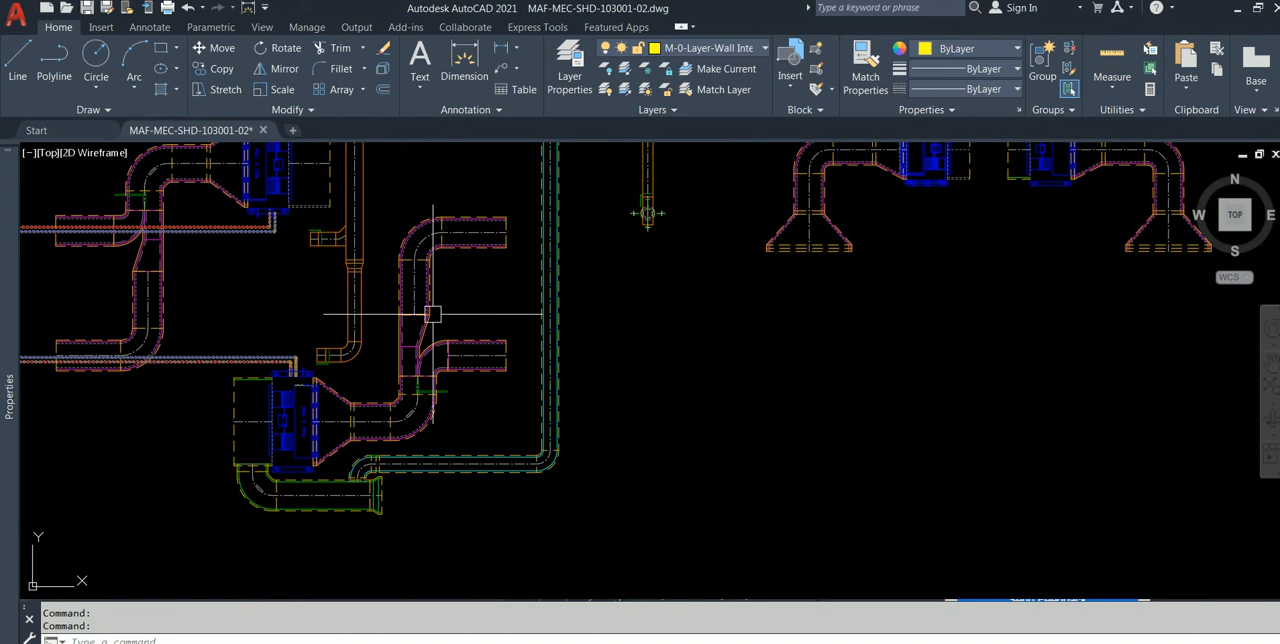 Autodesk AutoCAD 2021 MAF-MEC-SHD-103001-02.dwg
Type a keyword or phrase
Sign In
Home Insert Annotate Parametric View Manage Output Add-ins Collaborate Express Tools Featured Apps
Line Polyline Circle Arc
Move Rotate Trim
Copy Mirror Fillet
Stretch Scale Array
Text Dimension Table
Layer Properties
M-0-Layer-Wall Inte
Make Current
Match Layer
Insert
Match Properties
ByLayer
ByLayer
ByLayer
Group Measure Paste Base
Draw Modify Annotation Layers Block Properties Groups Utilities Clipboard View
Start MAF-MEC-SHD-103001-02*
[−][Top][2D Wireframe]
N
W TOP E
S
WCS
Properties
Y
X
Command:
Command:
Type a command